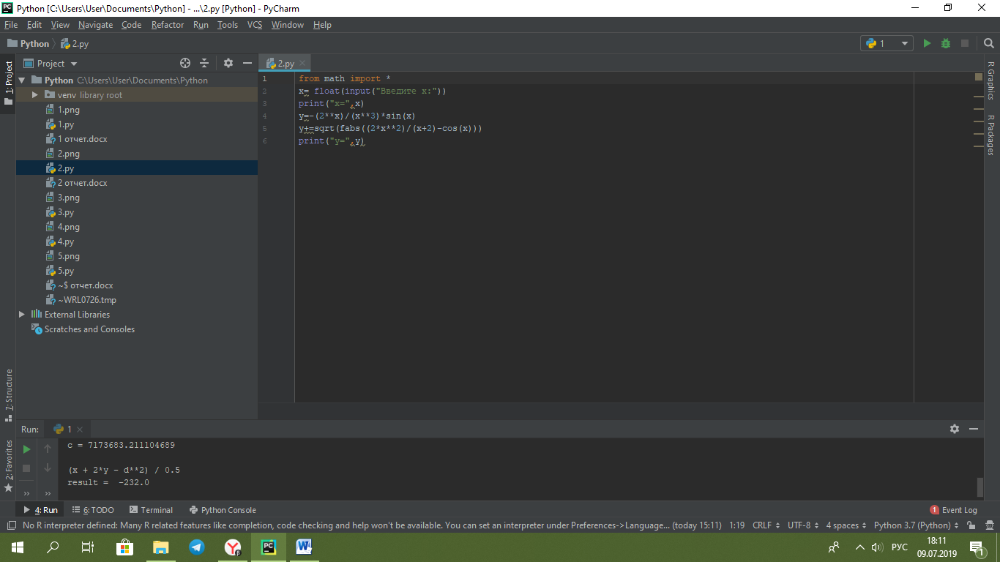 Python [C:\Users\User\Documents\Python] - ...\2.py [Python] - PyCharm
File Edit View Navigate Code Refactor Run Tools VCS Window Help
Python 2.py
1
Project
2.py
1: Project
Python C:\Users\User\Documents\Python
venv library root
1.png
1.py
1 отчет.docx
2.png
2.py
2 отчет.docx
3.png
3.py
4.png
4.py
5.png
5.py
~$ отчет.docx
~WRL0726.tmp
External Libraries
Scratches and Consoles
1 from math import *
2 x= float(input("Введите x:"))
3 print("x=",x)
4 y=-(2**x)/(x**3)*sin(x)
5 y+=sqrt(fabs((2*x**2)/(x+2)-cos(x)))
6 print("y=",y)
R Graphics
R Packages
7: Structure
2: Favorites
Run: 1
c = 7173683.211104689
(x + 2*y - d**2) / 0.5
result =  -232.0
4: Run 6: TODO Terminal Python Console 1 Event Log
No R interpreter defined: Many R related features like completion, code checking and help won't be available. You can set an interpreter under Preferences->Language... (today 15:11) 1:19 CRLF UTF-8 4 spaces Python 3.7 (Python)
РУС
18:11
09.07.2019
1